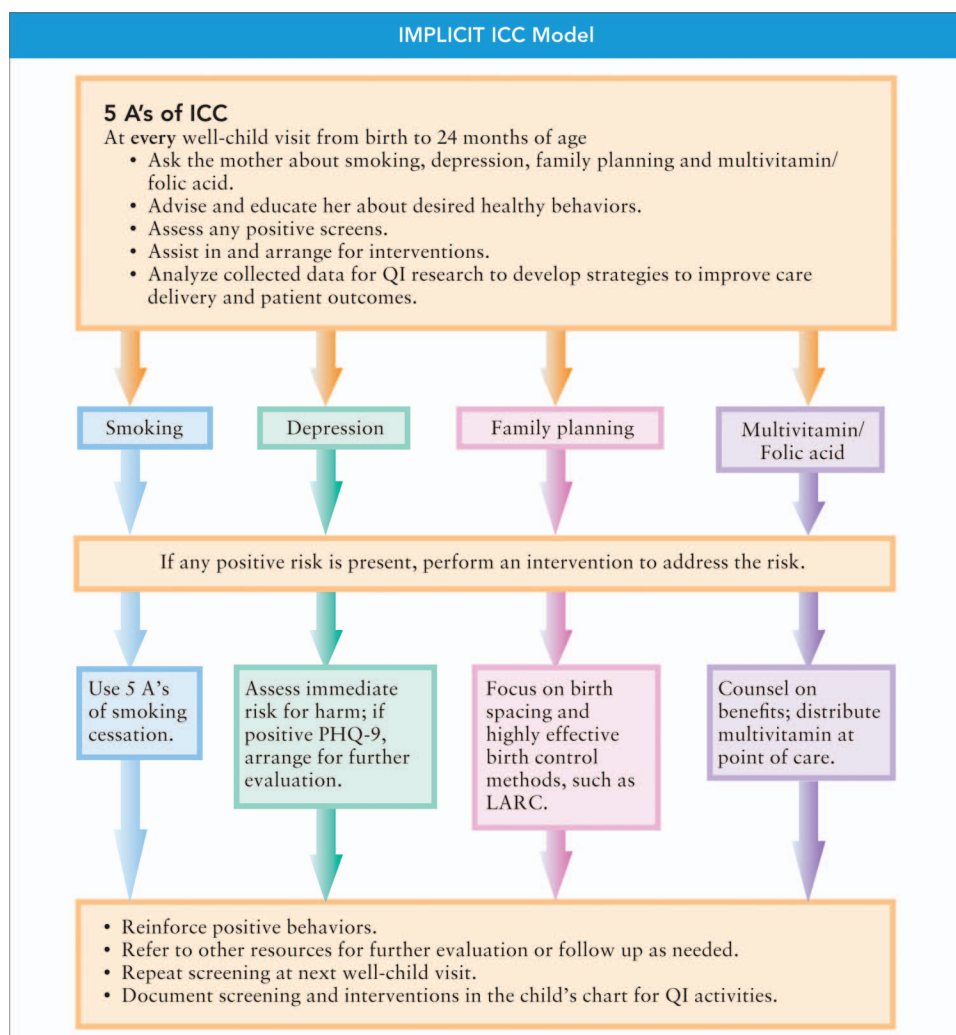 IMPLICIT ICC Model
5 A's of ICC
At every well-child visit from birth to 24 months of age
• Ask the mother about smoking, depression, family planning and multivitamin/
folic acid.
• Advise and educate her about desired healthy behaviors.
• Assess any positive screens.
• Assist in and arrange for interventions.
• Analyze collected data for QI research to develop strategies to improve care
delivery and patient outcomes.
Smoking
Depression
Family planning
Multivitamin/
Folic acid
If any positive risk is present, perform an intervention to address the risk.
Use 5 A's
of smoking
cessation.
Assess immediate
risk for harm; if
positive PHQ-9,
arrange for further
evaluation.
Focus on birth
spacing and
highly effective
birth control
methods, such as
LARC.
Counsel on
benefits; distribute
multivitamin at
point of care.
• Reinforce positive behaviors.
• Refer to other resources for further evaluation or follow up as needed.
• Repeat screening at next well-child visit.
• Document screening and interventions in the child's chart for QI activities.